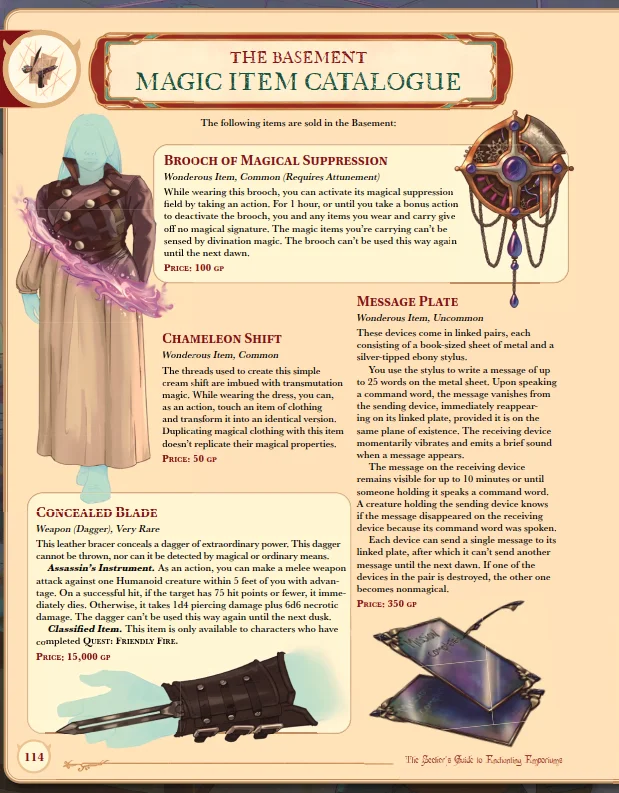 THE BASEMENT
MAGIC ITEM CATALOGUE
The following items are sold in the Basement:
BROOCH OF MAGICAL SUPPRESSION
Wonderous Item, Common (Requires Attunement)
While wearing this brooch, you can activate its magical suppression
field by taking an action. For 1 hour, or until you take a bonus action
to deactivate the brooch, you and any items you wear and carry give
off no magical signature. The magic items you're carrying can't be
sensed by divination magic. The brooch can't be used this way again
until the next dawn.
PRICE: 100 GP
CHAMELEON SHIFT
Wonderous Item, Common
The threads used to create this simple
cream shift are imbued with transmutation
magic. While wearing the dress, you can,
as an action, touch an item of clothing
and transform it into an identical version.
Duplicating magical clothing with this item
doesn't replicate their magical properties.
PRICE: 50 GP
CONCEALED BLADE
Weapon (Dagger), Very Rare
This leather bracer conceals a dagger of extraordinary power. This dagger
cannot be thrown, nor can it be detected by magical or ordinary means.
Assassin's Instrument. As an action, you can make a melee weapon
attack against one Humanoid creature within 5 feet of you with advan-
tage. On a successful hit, if the target has 75 hit points or fewer, it imme-
diately dies. Otherwise, it takes 1d4 piercing damage plus 6d6 necrotic
damage. The dagger can't be used this way again until the next dusk.
Classified Item. This item is only available to characters who have
completed QUEST: FRIENDLY FIRE.
PRICE: 15,000 GP
MESSAGE PLATE
Wonderous Item, Uncommon
These devices come in linked pairs, each
consisting of a book-sized sheet of metal and a
silver-tipped ebony stylus.
You use the stylus to write a message of up
to 25 words on the metal sheet. Upon speaking
a command word, the message vanishes from
the sending device, immediately reappear-
ing on its linked plate, provided it is on the
same plane of existence. The receiving device
momentarily vibrates and emits a brief sound
when a message appears.
The message on the receiving device
remains visible for up to 10 minutes or until
someone holding it speaks a command word.
A creature holding the sending device knows
if the message disappeared on the receiving
device because its command word was spoken.
Each device can send a single message to its
linked plate, after which it can't send another
message until the next dawn. If one of the
devices in the pair is destroyed, the other one
becomes nonmagical.
PRICE: 350 GP
Mission
114
The Seeker's Guide to Enchanting Emporiums